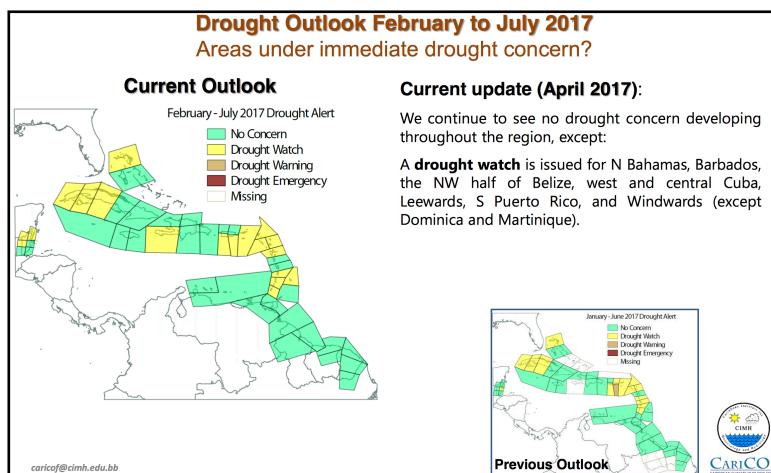 Drought Outlook February to July 2017
Areas under immediate drought concern?
Current Outlook
February - July 2017 Drought Alert
No Concern
Drought Watch
Drought Warning
Drought Emergency
Missing
Current update (April 2017):
We continue to see no drought concern developing
throughout the region, except:
A drought watch is issued for N Bahamas, Barbados,
the NW half of Belize, west and central Cuba,
Leewards, S Puerto Rico, and Windwards (except
Dominica and Martinique).
January - June 2017 Drought Alert
No Concern
Drought Watch
Drought Warning
Drought Emergency
Missing
Previous Outlook
CIMH
CARICO
caricof@cimh.edu.bb